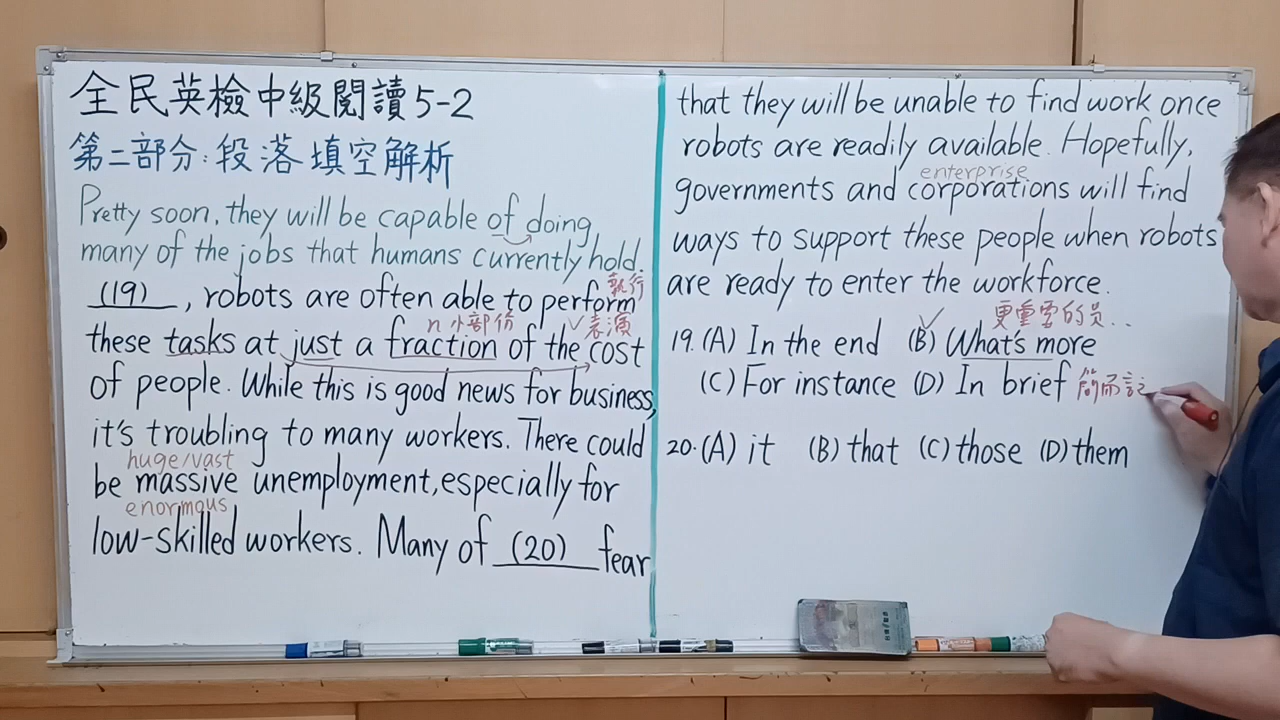 全民英檢中級閱讀5-2
第二部分:段落填空解析
Pretty soon, they will be capable of doing
many of the jobs that humans currently hold.
(19), robots are often able to perform
執行
these tasks at just a fraction of the cost
n 小部份
✓表演
of people. While this is good news for business,
it's troubling to many workers. There could
huge/vast
be massive unemployment, especially for
enormous
low-skilled workers. Many of (20) fear
that they will be unable to find work once
robots are readily available. Hopefully,
enterprise
governments and corporations will find
ways to support these people when robots
are ready to enter the workforce.
更重要的是..
19. (A) In the end (B) What's more
(C) For instance (D) In brief 簡而言之
20. (A) it (B) that (C) those (D) them